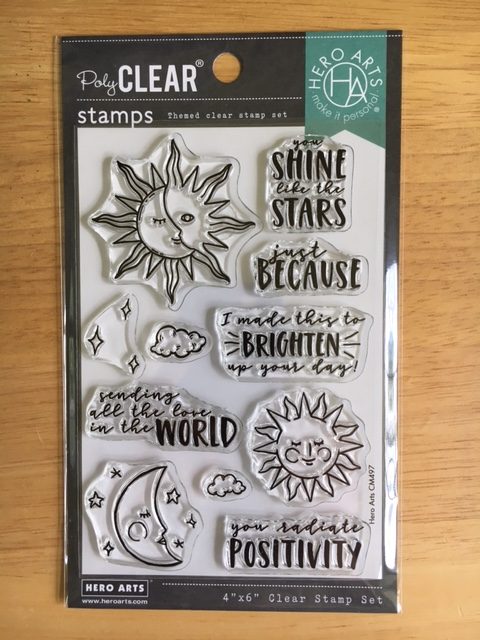 PolyCLEAR®
stamps
Themed clear stamp set
HERO ARTS
HA
make it personal®
you
SHINE
like the
STARS
just
BECAUSE
I made this to
BRIGHTEN
up your day!
sending
all the love
in the WORLD
Hero Arts CM497
you radiate
POSITIVITY
HERO ARTS
www.heroarts.com
4"x6" Clear Stamp Set